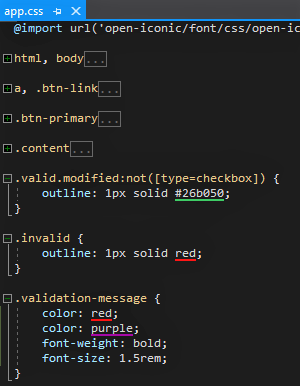 app.css
@import url('open-iconic/font/css/open-ic
html, body...
a, .btn-link...
.btn-primary...
.content...
.valid.modified:not([type=checkbox]) {
outline: 1px solid #26b050;
}
.invalid {
outline: 1px solid red;
}
.validation-message {
color: red;
color: purple;
font-weight: bold;
font-size: 1.5rem;
}